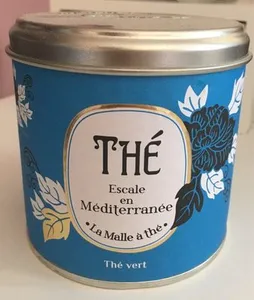 THÉ
Escale
en
Méditerranée
• La Malle à thé •
Thé vert